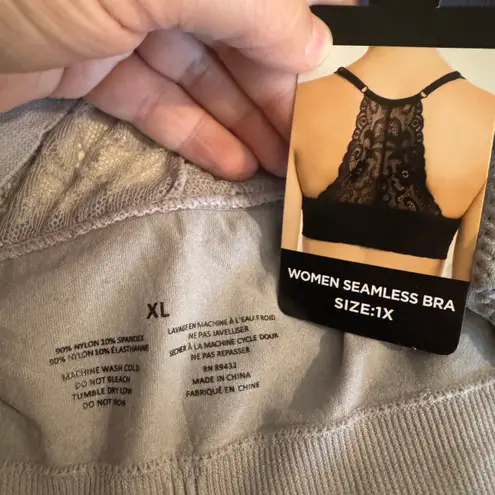 WOMEN SEAMLESS BRA
SIZE:1X
XL
90% NYLON 10% SPANDEX
90% NYLON 10% ÉLASTHANNE
MACHINE WASH COLD
DO NOT BLEACH
TUMBLE DRY LOW
DO NOT IRON
LAVAGE EN MACHINE À L'EAU FROID
NE PAS JAVELLISER
SÉCHER À LA MACHINE CYCLE DOUX
NE PAS REPASSER
RN 89432
MADE IN CHINA
FABRIQUÉ EN CHINE